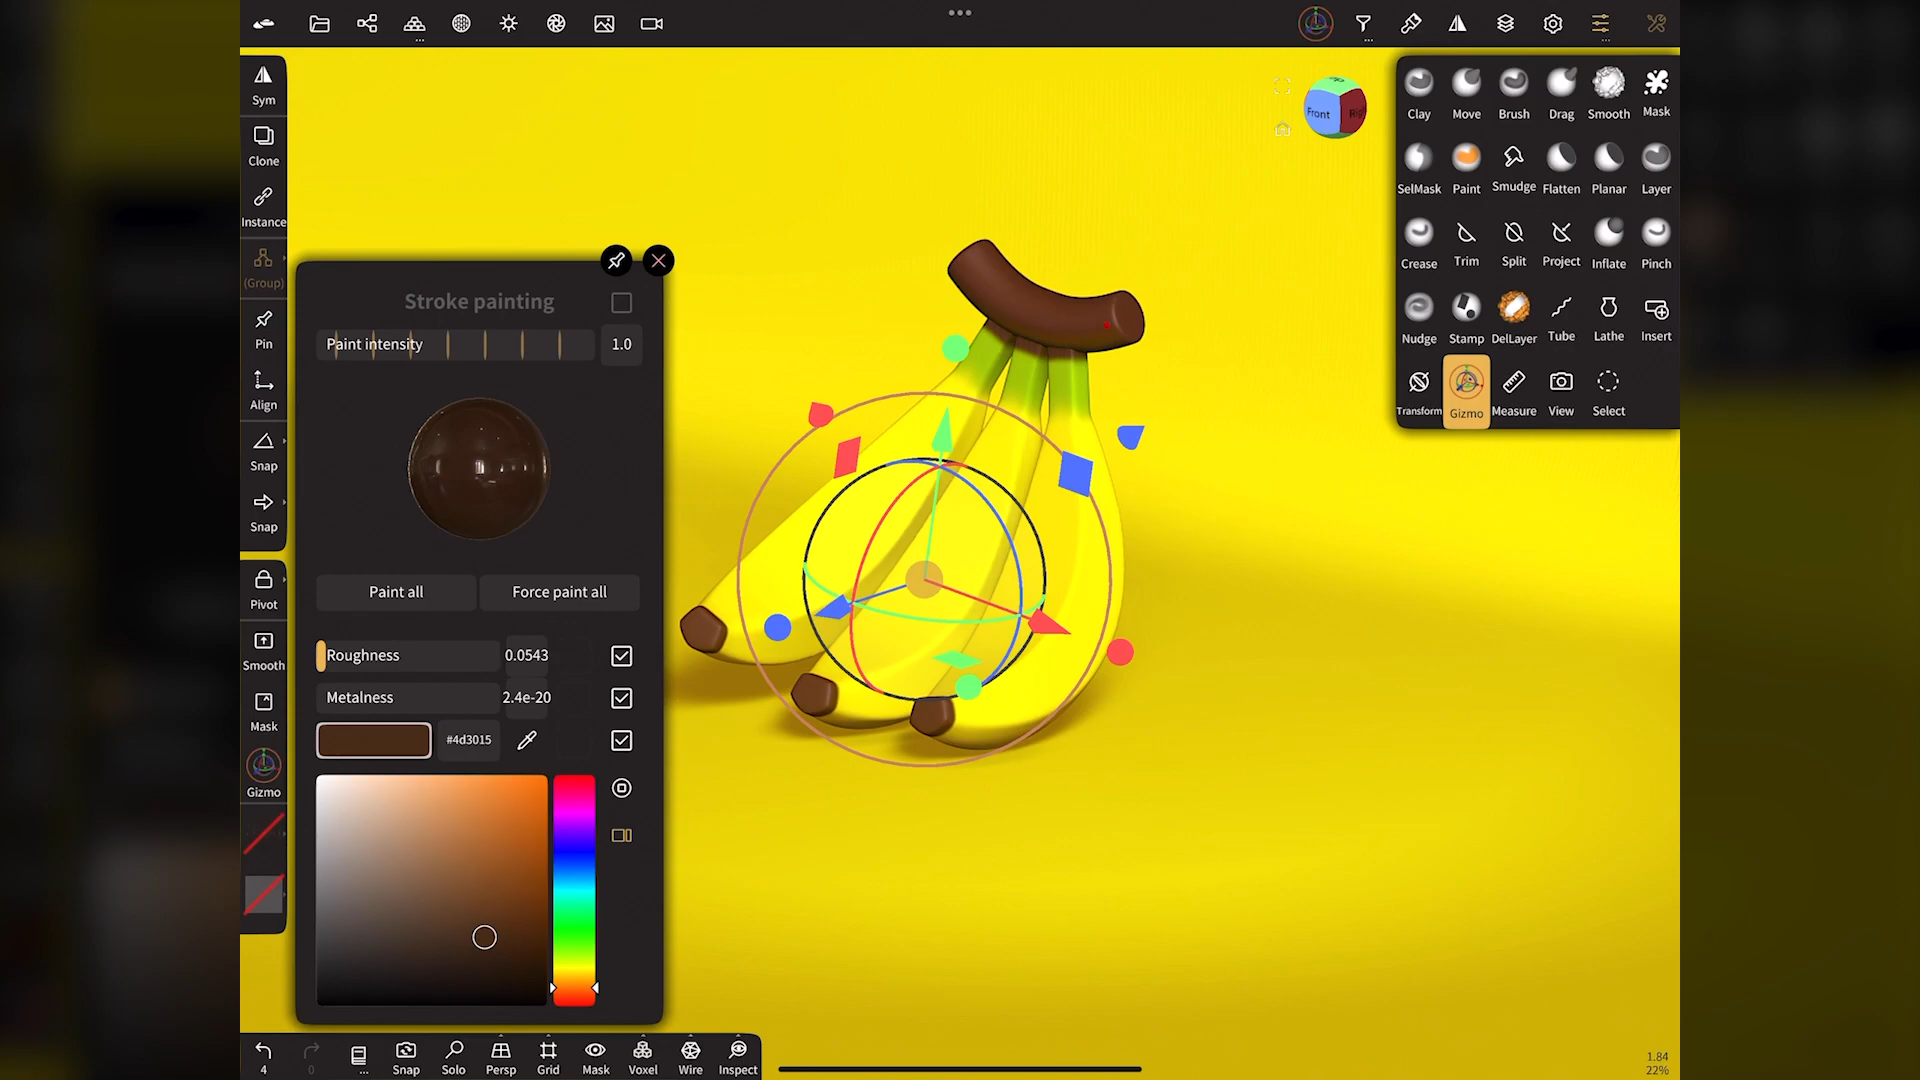 Front
Sym
Clone
Instance
(Group)
Pin
Align
Snap
Snap
Pivot
Smooth
Mask
Gizmo
Stroke painting
Paint intensity 1.0
Paint all Force paint all
Roughness 0.0543
Metalness 2.4e-20
#4d3015
Clay Move Brush Drag Smooth Mask
SelMask Paint Smudge Flatten Planar Layer
Crease Trim Split Project Inflate Pinch
Nudge Stamp DelLayer Tube Lathe Insert
Transform Gizmo Measure View Select
4 0 ... Snap Solo Persp Grid Mask Voxel Wire Inspect
1.84
22%